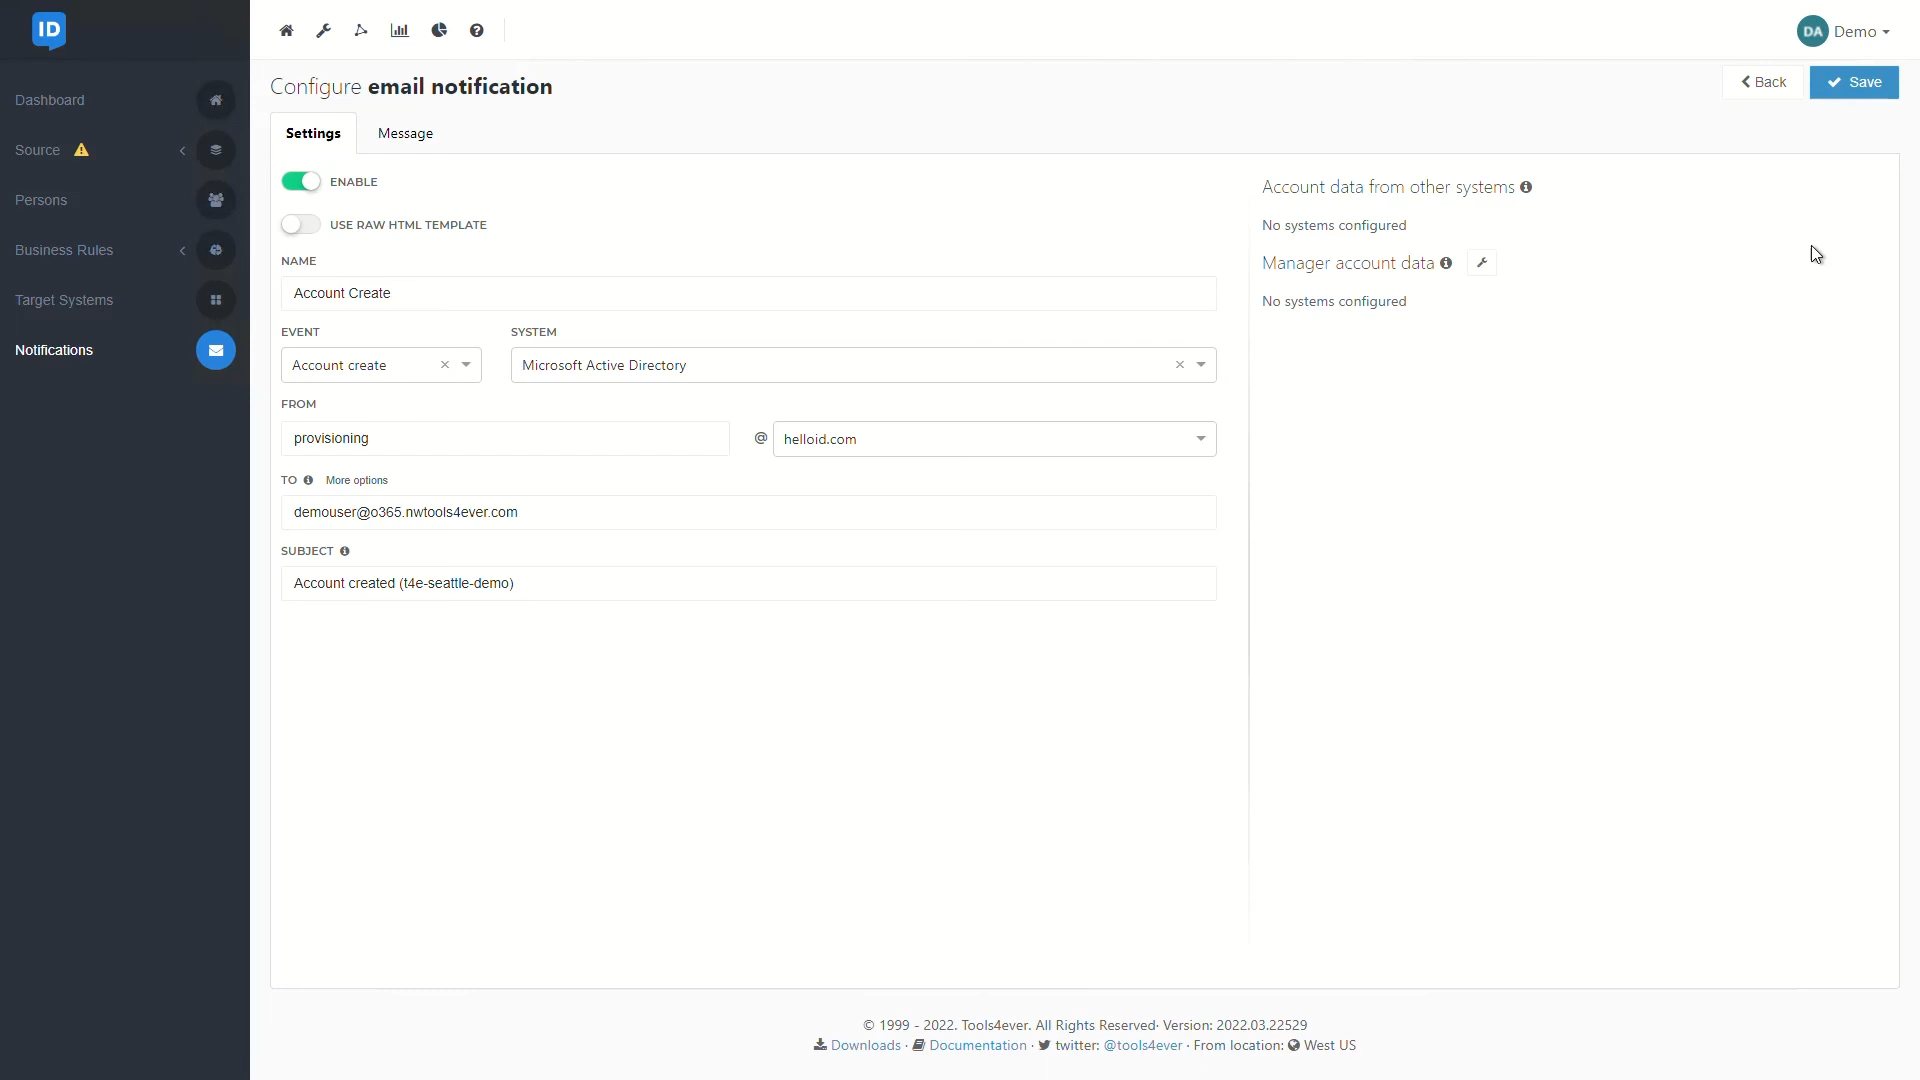 ID
DA Demo
Dashboard
Source
Persons
Business Rules
Target Systems
Notifications
Configure email notification
Back
Save
Settings
Message
ENABLE
USE RAW HTML TEMPLATE
NAME
Account Create
EVENT
SYSTEM
Account create
Microsoft Active Directory
FROM
provisioning @ helloid.com
TO More options
demouser@o365.nwtools4ever.com
SUBJECT
Account created (t4e-seattle-demo)
Account data from other systems
No systems configured
Manager account data
No systems configured
© 1999 - 2022. Tools4ever. All Rights Reserved· Version: 2022.03.22529
Downloads · Documentation · twitter: @tools4ever · From location: West US